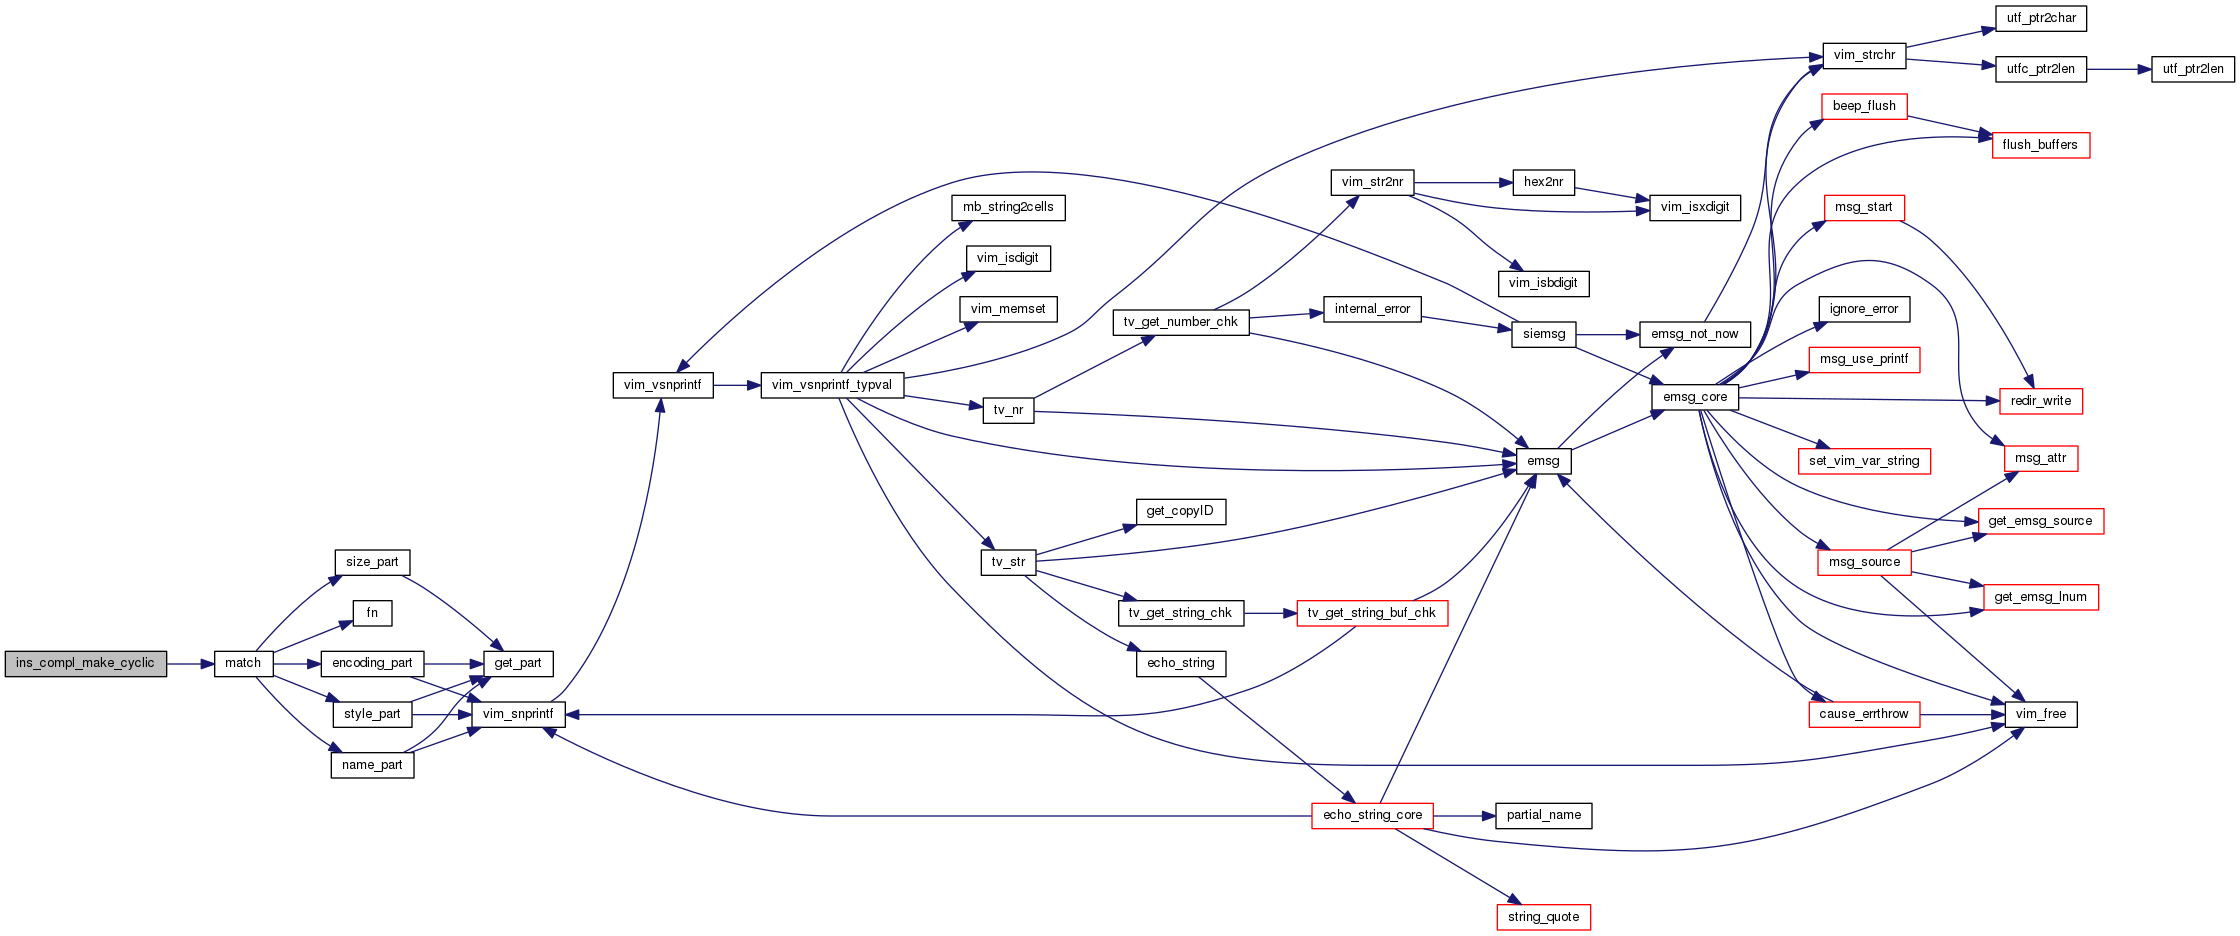 utf_ptr2char
vim_strchr
utfc_ptr2len
utf_ptr2len
beep_flush
flush_buffers
vim_str2nr
hex2nr
vim_isxdigit
mb_string2cells
msg_start
vim_isdigit
vim_isbdigit
vim_memset
internal_error
ignore_error
tv_get_number_chk
siemsg
emsg_not_now
msg_use_printf
vim_vsnprintf
vim_vsnprintf_typval
tv_nr
emsg_core
redir_write
emsg
set_vim_var_string
msg_attr
get_copyID
get_emsg_source
size_part
tv_str
msg_source
fn
tv_get_string_chk
tv_get_string_buf_chk
get_emsg_lnum
ins_compl_make_cyclic
match
encoding_part
get_part
echo_string
style_part
vim_snprintf
cause_errthrow
vim_free
name_part
echo_string_core
partial_name
string_quote